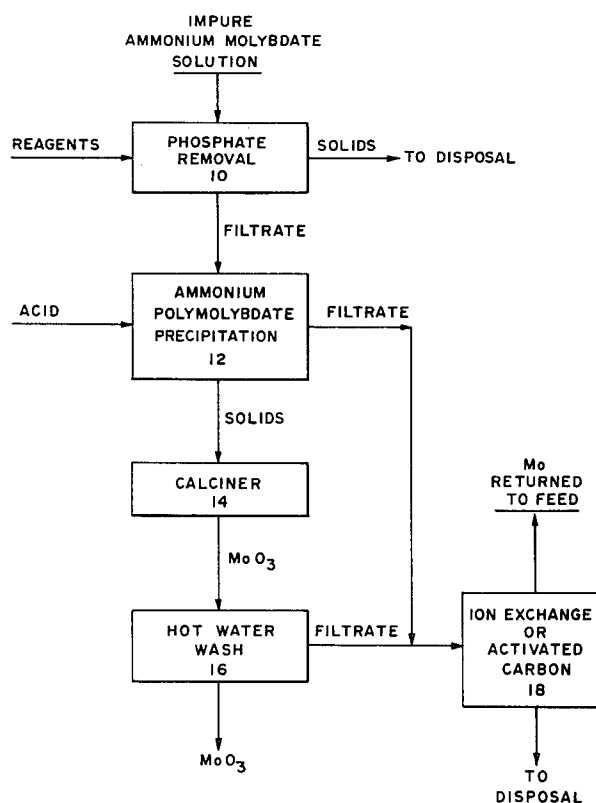 IMPURE
AMMONIUM MOLYBDATE
SOLUTION
REAGENTS
PHOSPHATE
REMOVAL
10
SOLIDS
TO DISPOSAL
FILTRATE
ACID
AMMONIUM
POLYMOLYBDATE
PRECIPITATION
12
FILTRATE
SOLIDS
CALCINER
14
MoO3
HOT WATER
WASH
16
FILTRATE
MoO3
Mo
RETURNED
TO FEED
ION EXCHANGE
OR
ACTIVATED
CARBON
18
TO
DISPOSAL